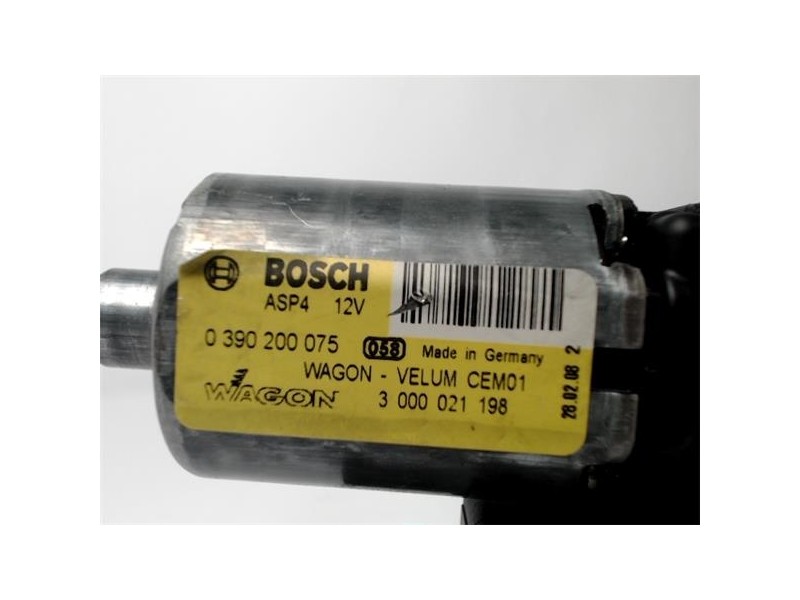 BOSCH
ASP4 12V
0 390 200 075 058 Made in Germany
WAGON - VELUM CEM01
WAGON 3 000 021 198
28.02.08 2